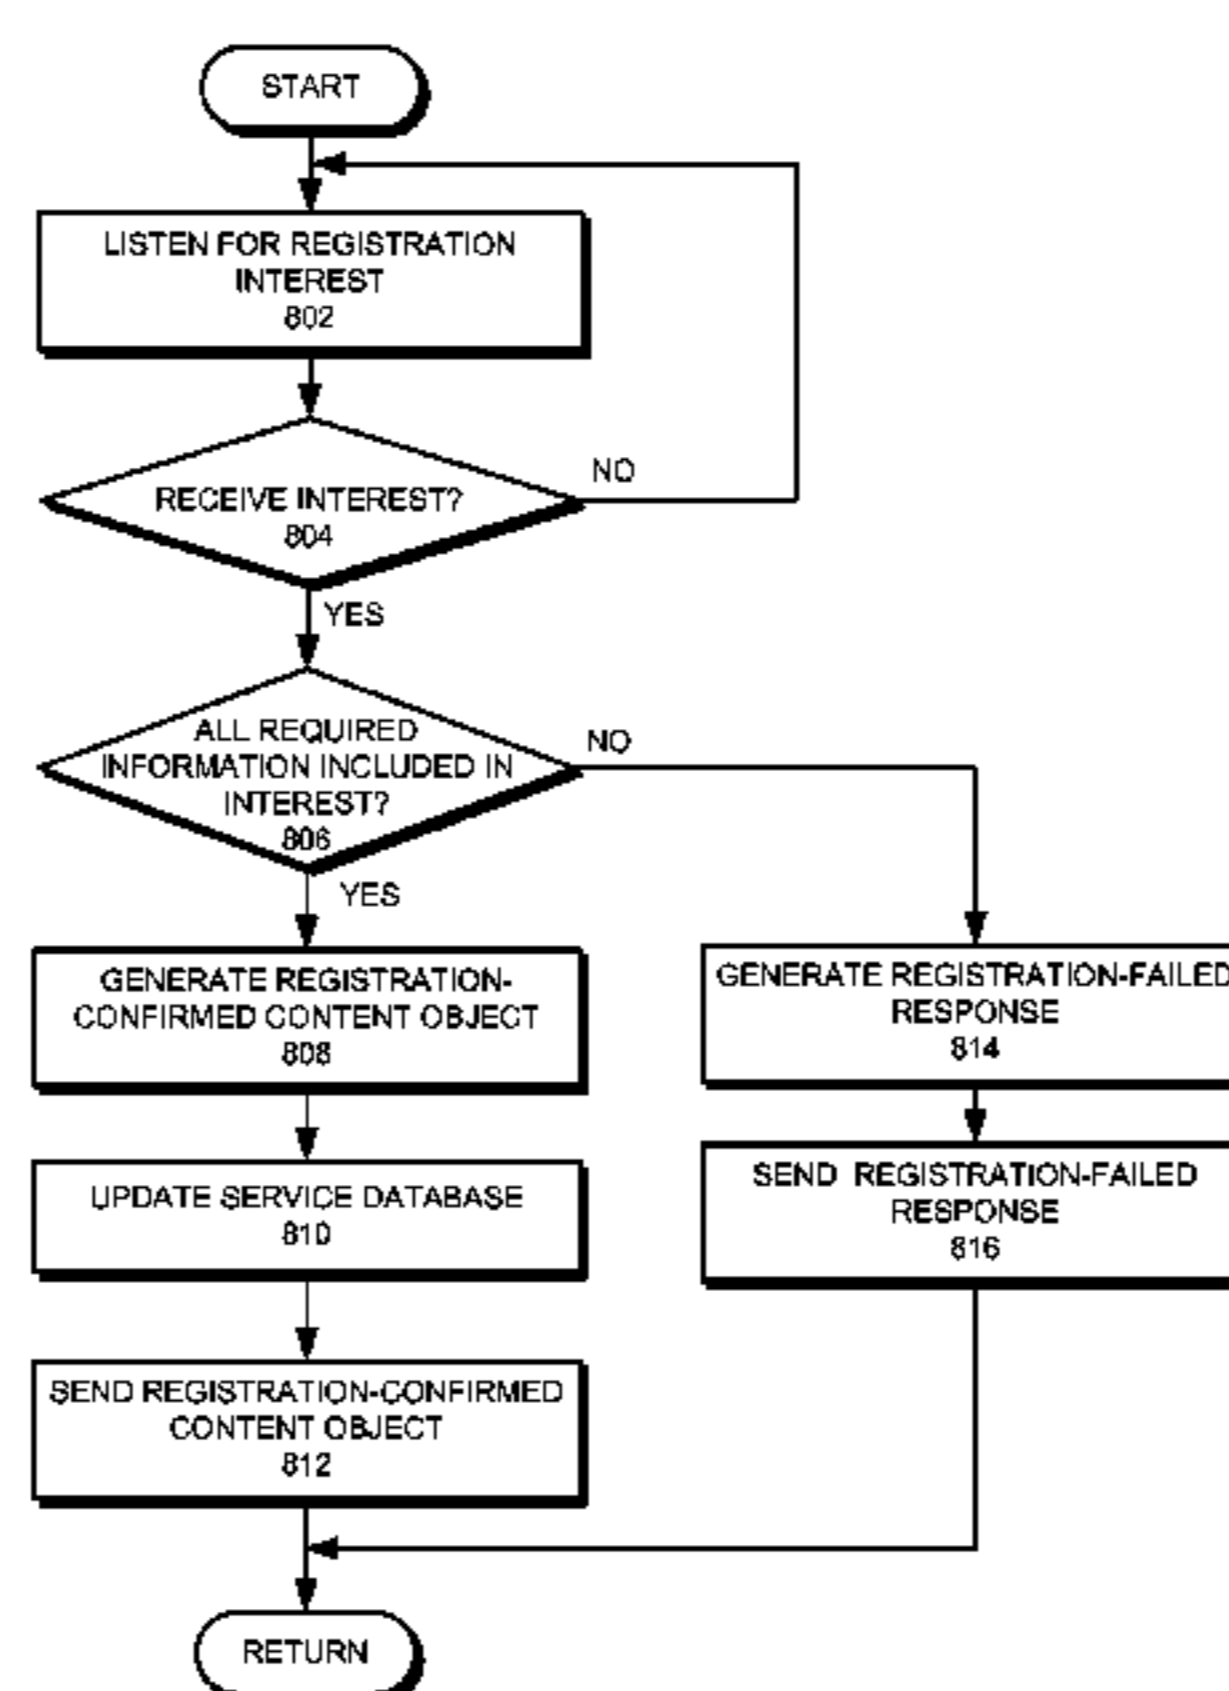 START
LISTEN FOR REGISTRATION
INTEREST
802
RECEIVE INTEREST?
804
NO
YES
ALL REQUIRED
INFORMATION INCLUDED IN
INTEREST?
806
NO
YES
GENERATE REGISTRATION-
CONFIRMED CONTENT OBJECT
808
GENERATE REGISTRATION-FAILED
RESPONSE
814
UPDATE SERVICE DATABASE
810
SEND REGISTRATION-FAILED
RESPONSE
816
SEND REGISTRATION-CONFIRMED
CONTENT OBJECT
812
RETURN